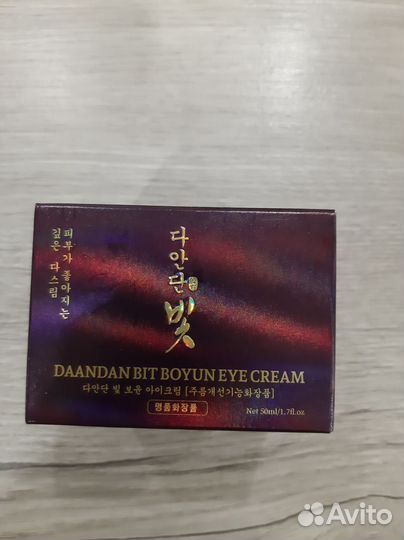 피부가 좋아지는
깊은 다스림
다안단
빛
DAANDAN BIT BOYUN EYE CREAM
다안단 빛 보윤 아이크림 [주름개선기능화장품]
명품화장품
Net 50ml/1.7fl.oz
Avito